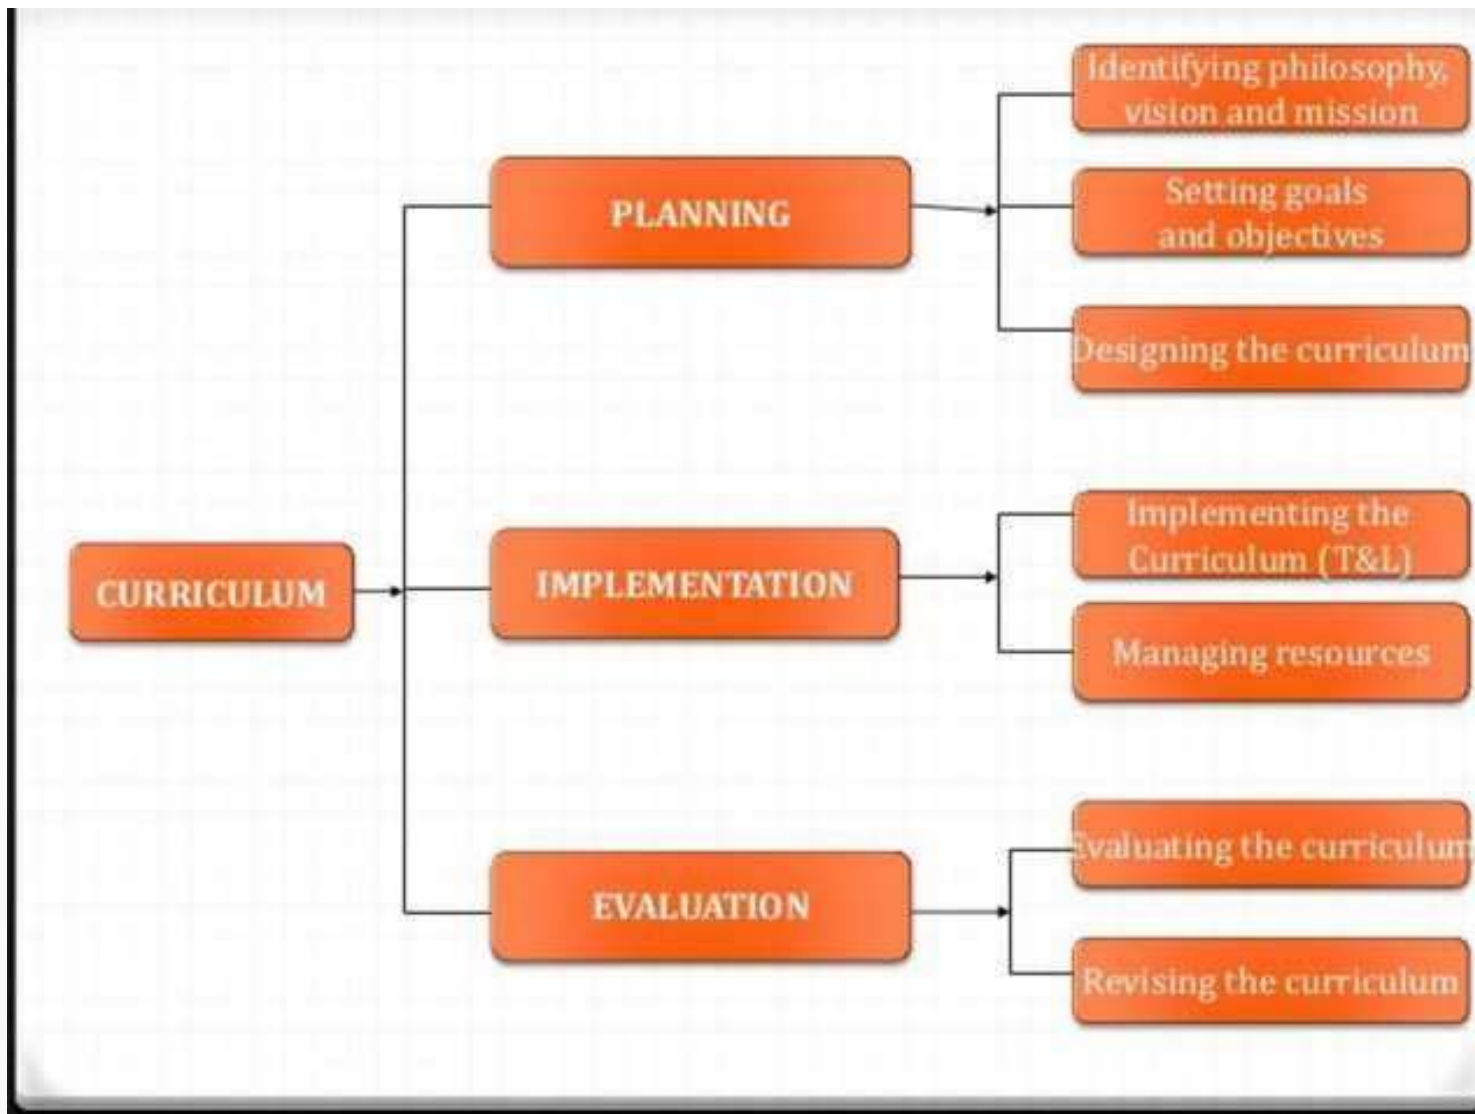 CURRICULUM
PLANNING
Identifying philosophy,
vision and mission
Setting goals
and objectives
Designing the curriculum
IMPLEMENTATION
Implementing the
Curriculum (T&L)
Managing resources
EVALUATION
Evaluating the curriculum
Revising the curriculum